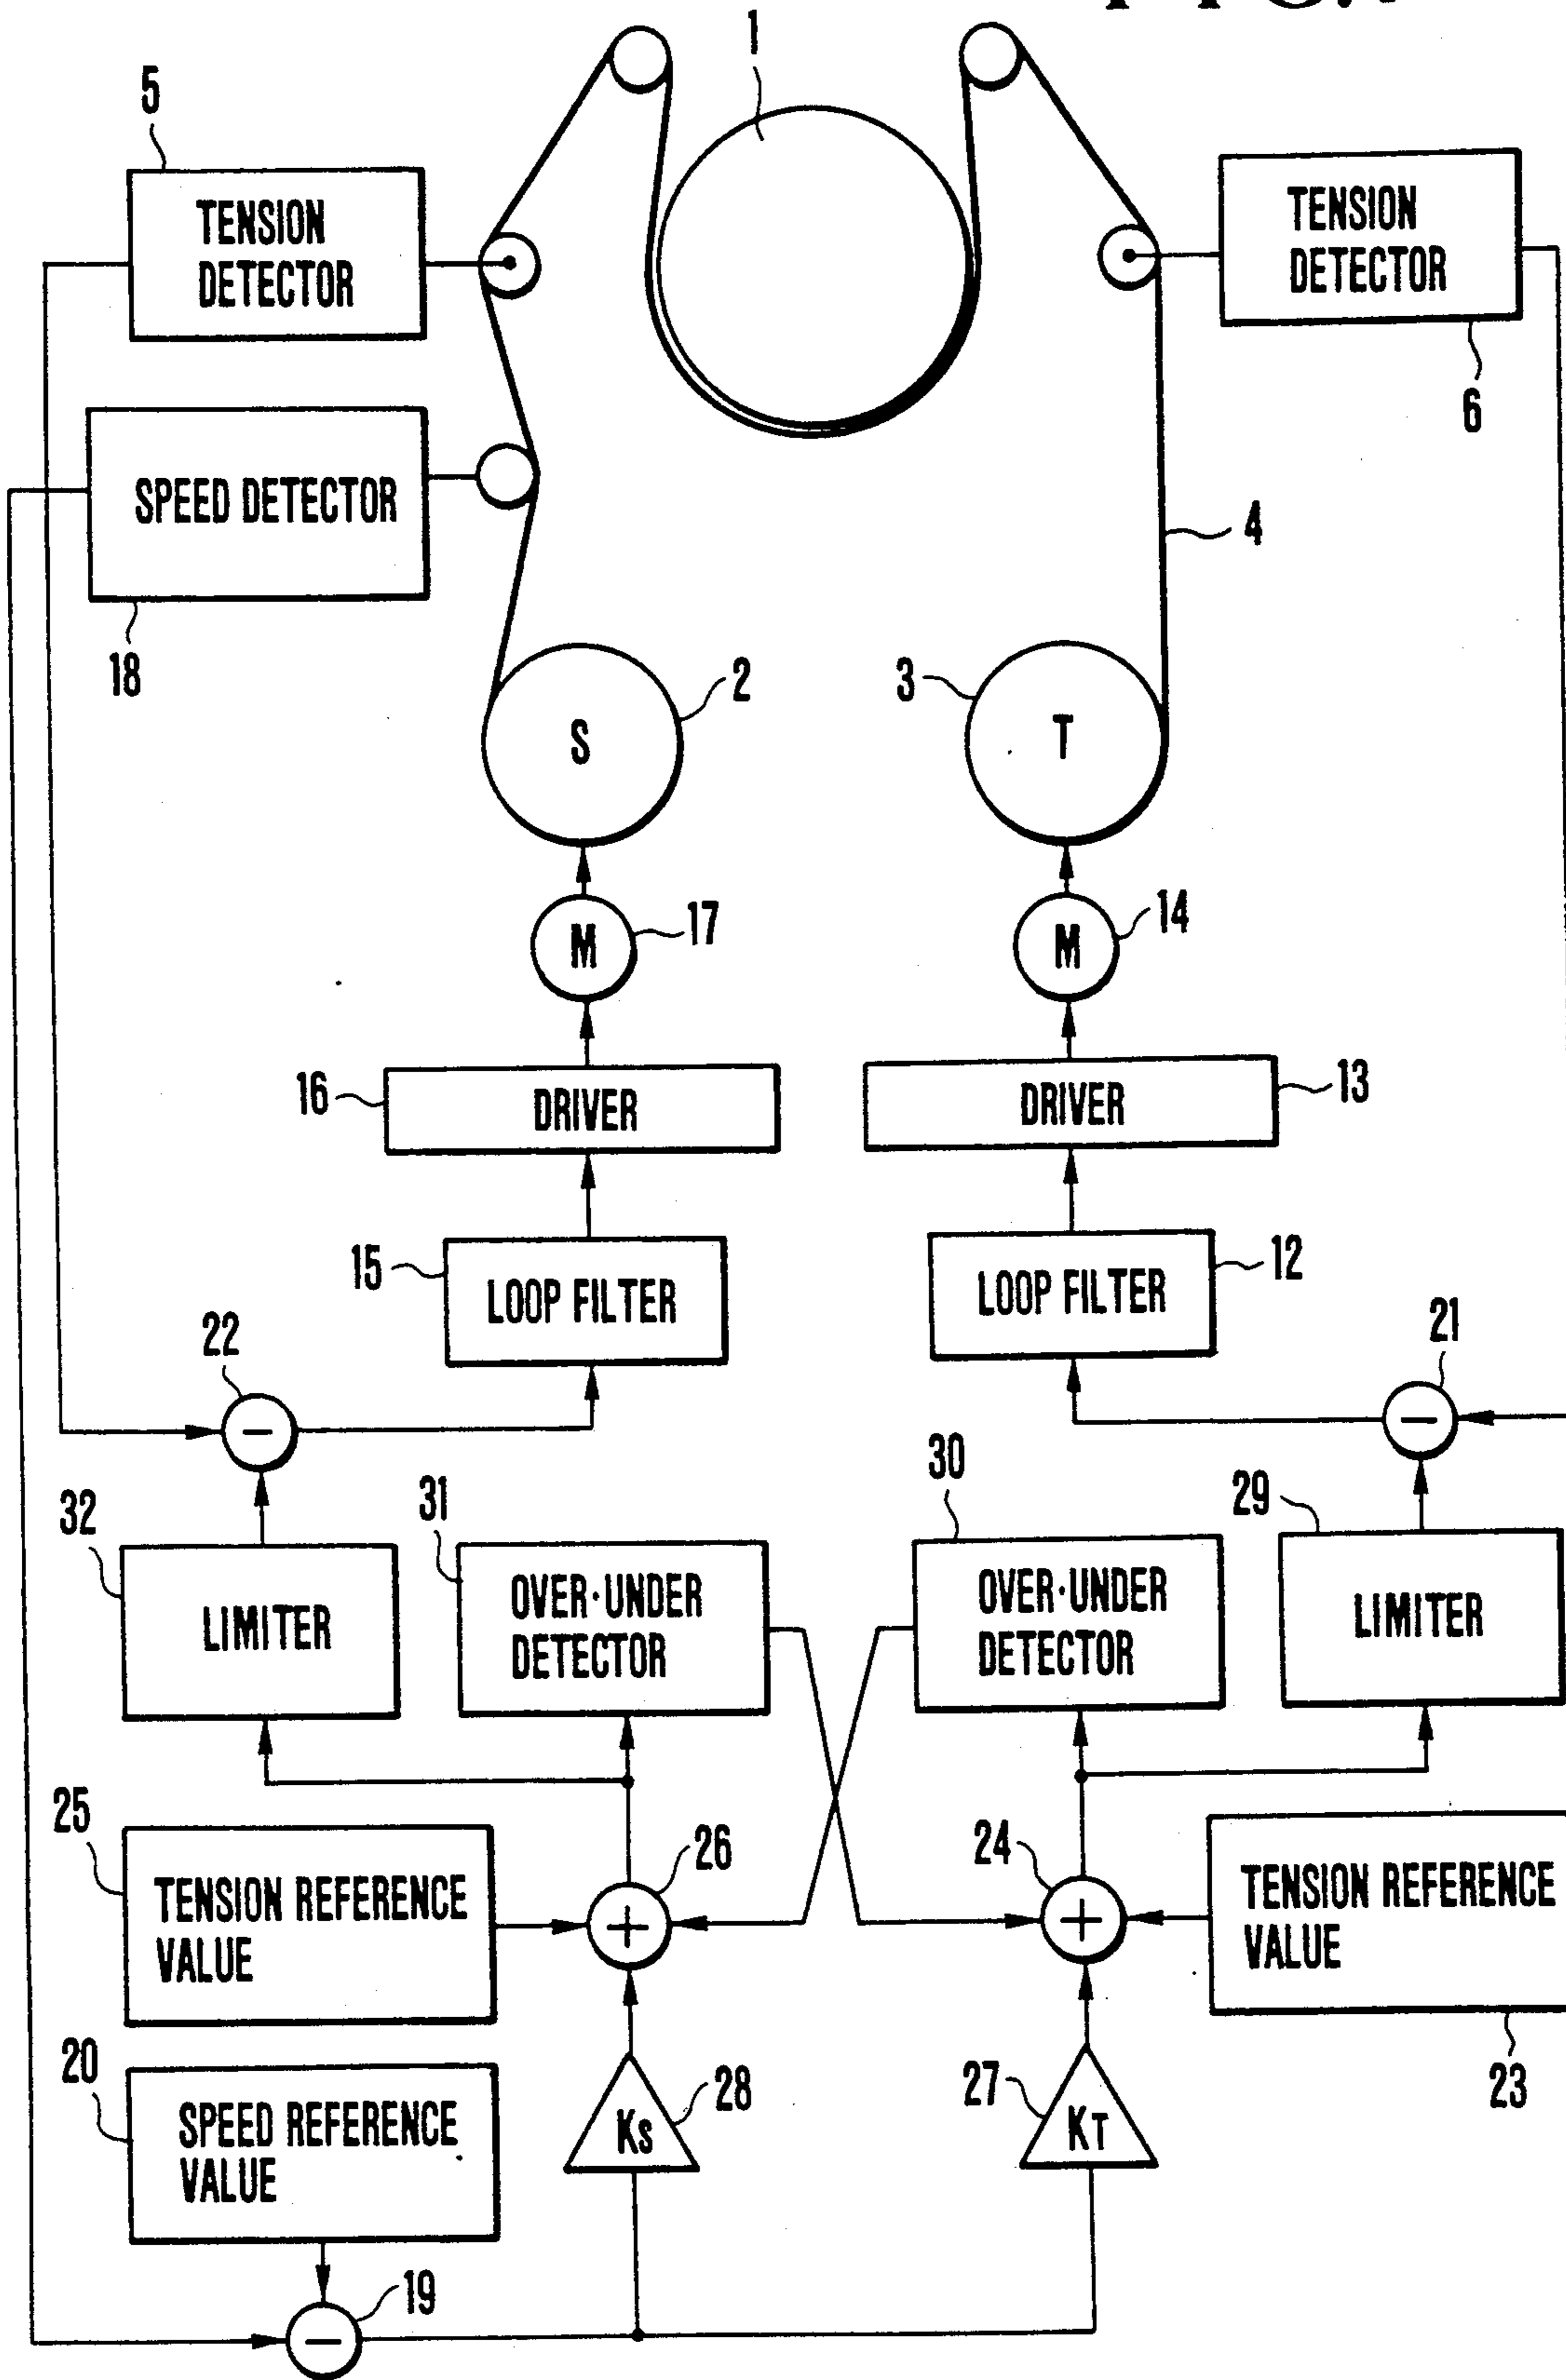 1
5
TENSION
DETECTOR
TENSION
DETECTOR
6
SPEED DETECTOR
18
4
2
S
3
T
M
17
M
14
16
DRIVER
DRIVER
13
15
LOOP FILTER
LOOP FILTER
12
22
−
21
−
32
LIMITER
31
OVER·UNDER
DETECTOR
30
OVER·UNDER
DETECTOR
29
LIMITER
25
TENSION REFERENCE
VALUE
26
+
24
+
TENSION REFERENCE
VALUE
23
20
SPEED REFERENCE
VALUE
28
KS
27
KT
19
−